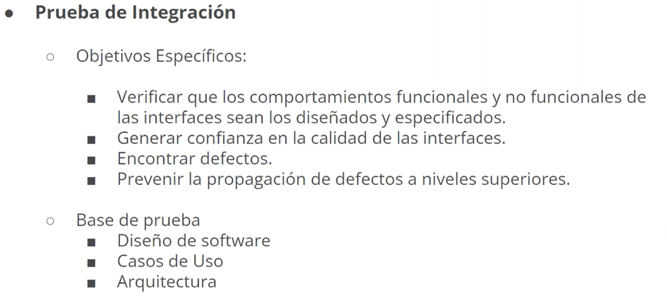 ● Prueba de Integración
○ Objetivos Específicos:
■ Verificar que los comportamientos funcionales y no funcionales de
las interfaces sean los diseñados y especificados.
■ Generar confianza en la calidad de las interfaces.
■ Encontrar defectos.
■ Prevenir la propagación de defectos a niveles superiores.
○ Base de prueba
■ Diseño de software
■ Casos de Uso
■ Arquitectura